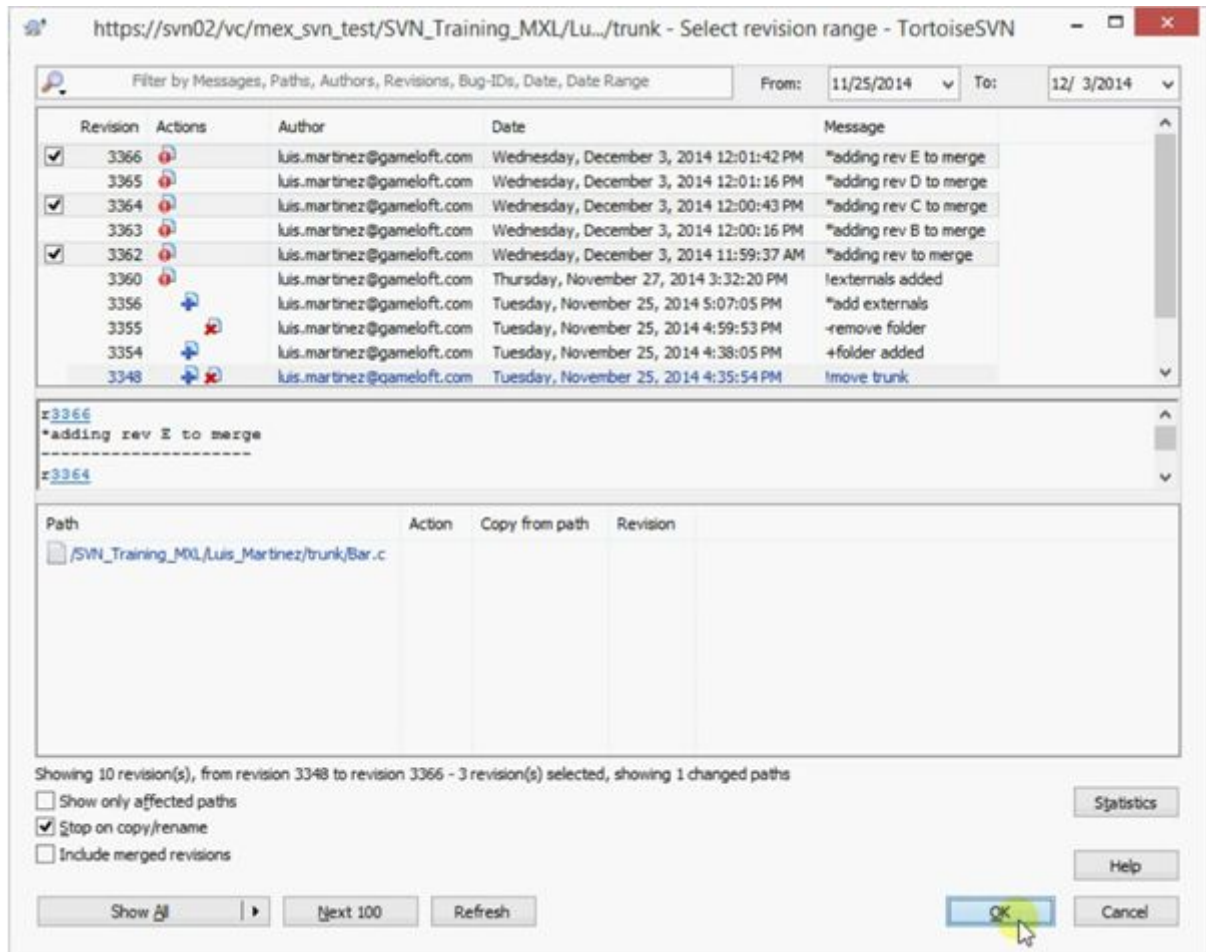 https://svn02/vc/mex_svn_test/SVN_Training_MXL/Lu.../trunk - Select revision range - TortoiseSVN
Filter by Messages, Paths, Authors, Revisions, Bug-IDs, Date, Date Range From: 11/25/2014 To: 12/ 3/2014
Revision Actions Author Date Message
3366 luis.martinez@gameloft.com Wednesday, December 3, 2014 12:01:42 PM *adding rev E to merge
3365 luis.martinez@gameloft.com Wednesday, December 3, 2014 12:01:16 PM *adding rev D to merge
3364 luis.martinez@gameloft.com Wednesday, December 3, 2014 12:00:43 PM *adding rev C to merge
3363 luis.martinez@gameloft.com Wednesday, December 3, 2014 12:00:16 PM *adding rev B to merge
3362 luis.martinez@gameloft.com Wednesday, December 3, 2014 11:59:37 AM *adding rev to merge
3360 luis.martinez@gameloft.com Thursday, November 27, 2014 3:32:20 PM !externals added
3356 luis.martinez@gameloft.com Tuesday, November 25, 2014 5:07:05 PM *add externals
3355 luis.martinez@gameloft.com Tuesday, November 25, 2014 4:59:53 PM -remove folder
3354 luis.martinez@gameloft.com Tuesday, November 25, 2014 4:38:05 PM +folder added
3348 luis.martinez@gameloft.com Tuesday, November 25, 2014 4:35:54 PM !move trunk
r3366
*adding rev E to merge
---------------------
r3364
Path Action Copy from path Revision
/SVN_Training_MXL/Luis_Martinez/trunk/Bar.c
Showing 10 revision(s), from revision 3348 to revision 3366 - 3 revision(s) selected, showing 1 changed paths
Show only affected paths
Statistics
Stop on copy/rename
Include merged revisions
Help
Show All Next 100 Refresh OK Cancel